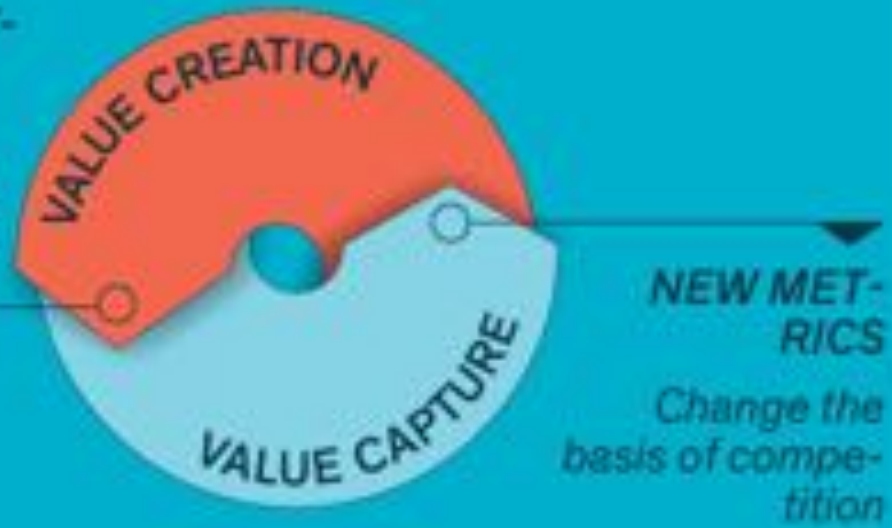 VALUE CREATION
VALUE CAPTURE
NEW MET-
RICS
Change the
basis of compe-
tition